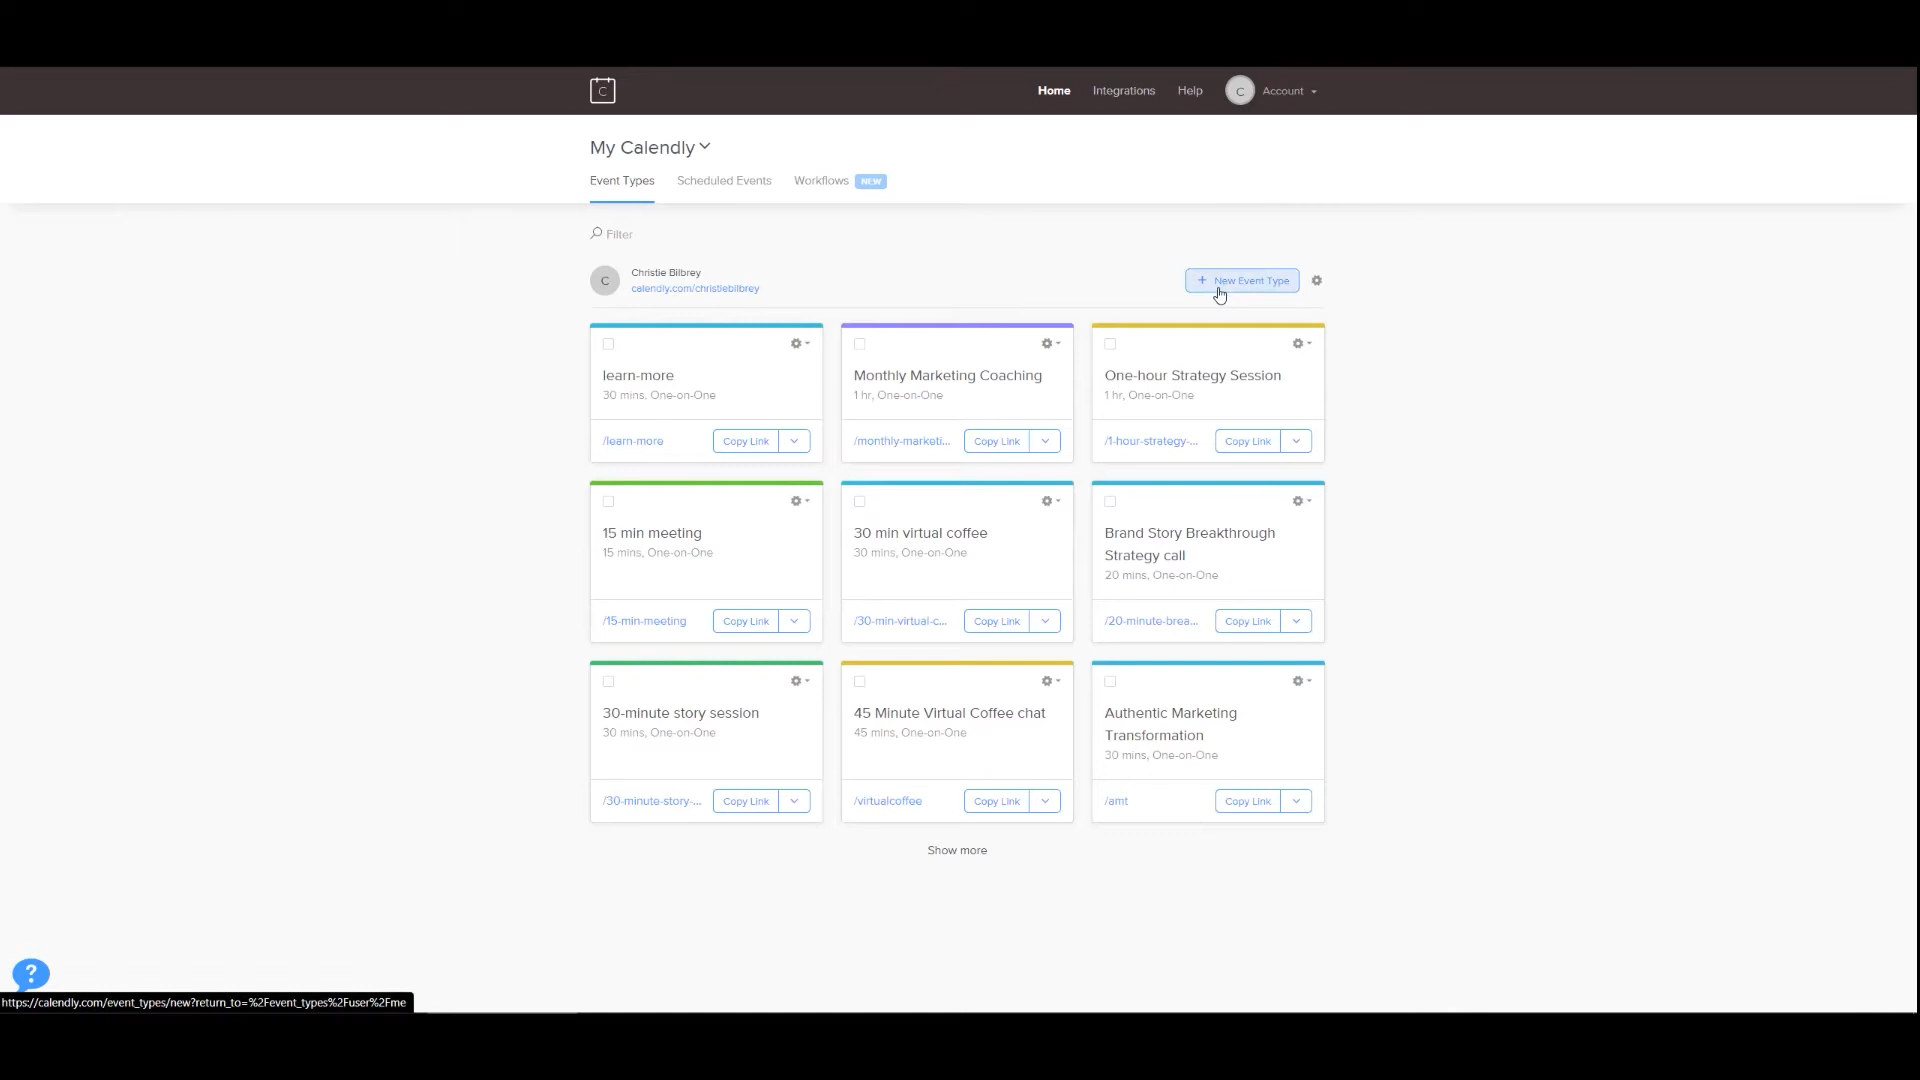 C
Home
Integrations
Help
C
Account
My Calendly
Event Types
Scheduled Events
Workflows NEW
Filter
C
Christie Bilbrey
calendly.com/christiebilbrey
+ New Event Type
learn-more
30 mins, One-on-One
/learn-more
Copy Link
Monthly Marketing Coaching
1 hr, One-on-One
/monthly-marketi...
Copy Link
One-hour Strategy Session
1 hr, One-on-One
/1-hour-strategy-...
Copy Link
15 min meeting
15 mins, One-on-One
/15-min-meeting
Copy Link
30 min virtual coffee
30 mins, One-on-One
/30-min-virtual-c...
Copy Link
Brand Story Breakthrough
Strategy call
20 mins, One-on-One
/20-minute-brea...
Copy Link
30-minute story session
30 mins, One-on-One
/30-minute-story-...
Copy Link
45 Minute Virtual Coffee chat
45 mins, One-on-One
/virtualcoffee
Copy Link
Authentic Marketing
Transformation
30 mins, One-on-One
/amt
Copy Link
Show more
?
https://calendly.com/event_types/new?return_to=%2Fevent_types%2Fuser%2Fme